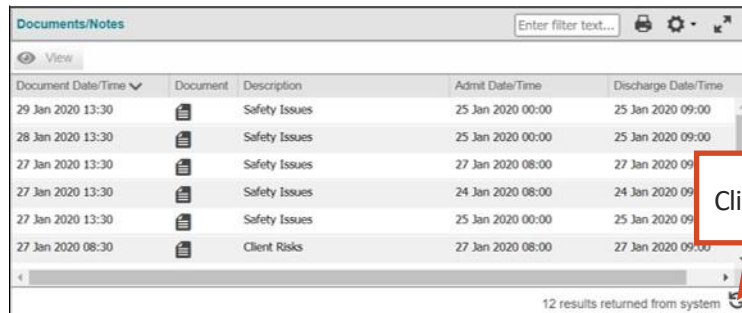 Documents/Notes Enter filter text...
View
Document Date/Time Document Description Admit Date/Time Discharge Date/Time
29 Jan 2020 13:30 Safety Issues 25 Jan 2020 00:00 25 Jan 2020 09:00
28 Jan 2020 13:30 Safety Issues 25 Jan 2020 00:00 25 Jan 2020 09:00
27 Jan 2020 13:30 Safety Issues 27 Jan 2020 08:00 27 Jan 2020 09
27 Jan 2020 13:30 Safety Issues 24 Jan 2020 08:00 24 Jan 2020 09
Cli
27 Jan 2020 13:30 Safety Issues 25 Jan 2020 00:00 25 Jan 2020 09
27 Jan 2020 08:30 Client Risks 27 Jan 2020 08:00 27 Jan 2020 09:00
12 results returned from system